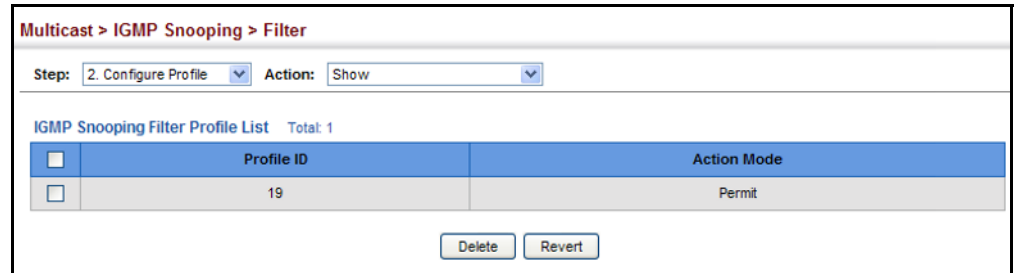 Multicast > IGMP Snooping > Filter
Step: 2. Configure Profile Action: Show
IGMP Snooping Filter Profile List Total: 1
Profile ID Action Mode
19 Permit
Delete Revert